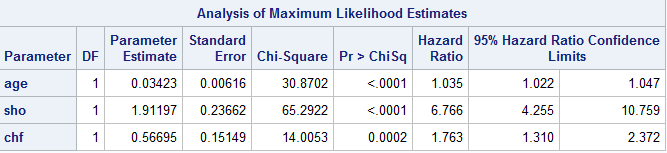 Analysis of Maximum Likelihood Estimates
Parameter DF Parameter Estimate Standard Error Chi-Square Pr > ChiSq Hazard Ratio 95% Hazard Ratio Confidence Limits
age 1 0.03423 0.00616 30.8702 <.0001 1.035 1.022 1.047
sho 1 1.91197 0.23662 65.2922 <.0001 6.766 4.255 10.759
chf 1 0.56695 0.15149 14.0053 0.0002 1.763 1.310 2.372